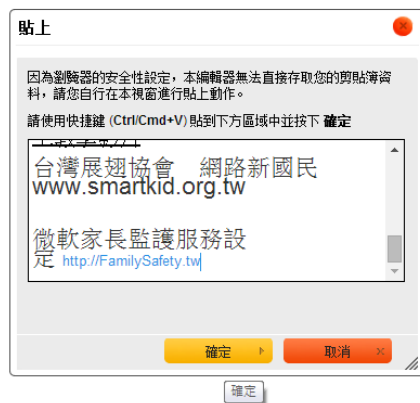 貼上
因為瀏覽器的安全性設定，本編輯器無法直接存取您的剪貼簿資
料，請您自行在本視窗進行貼上動作。
請使用快捷鍵 (Ctrl/Cmd+V) 貼到下方區域中並按下 確定
台灣展翅協會　網路新國民
www.smartkid.org.tw
微軟家長監護服務設
定 http://FamilySafety.tw
確定
取消
確定